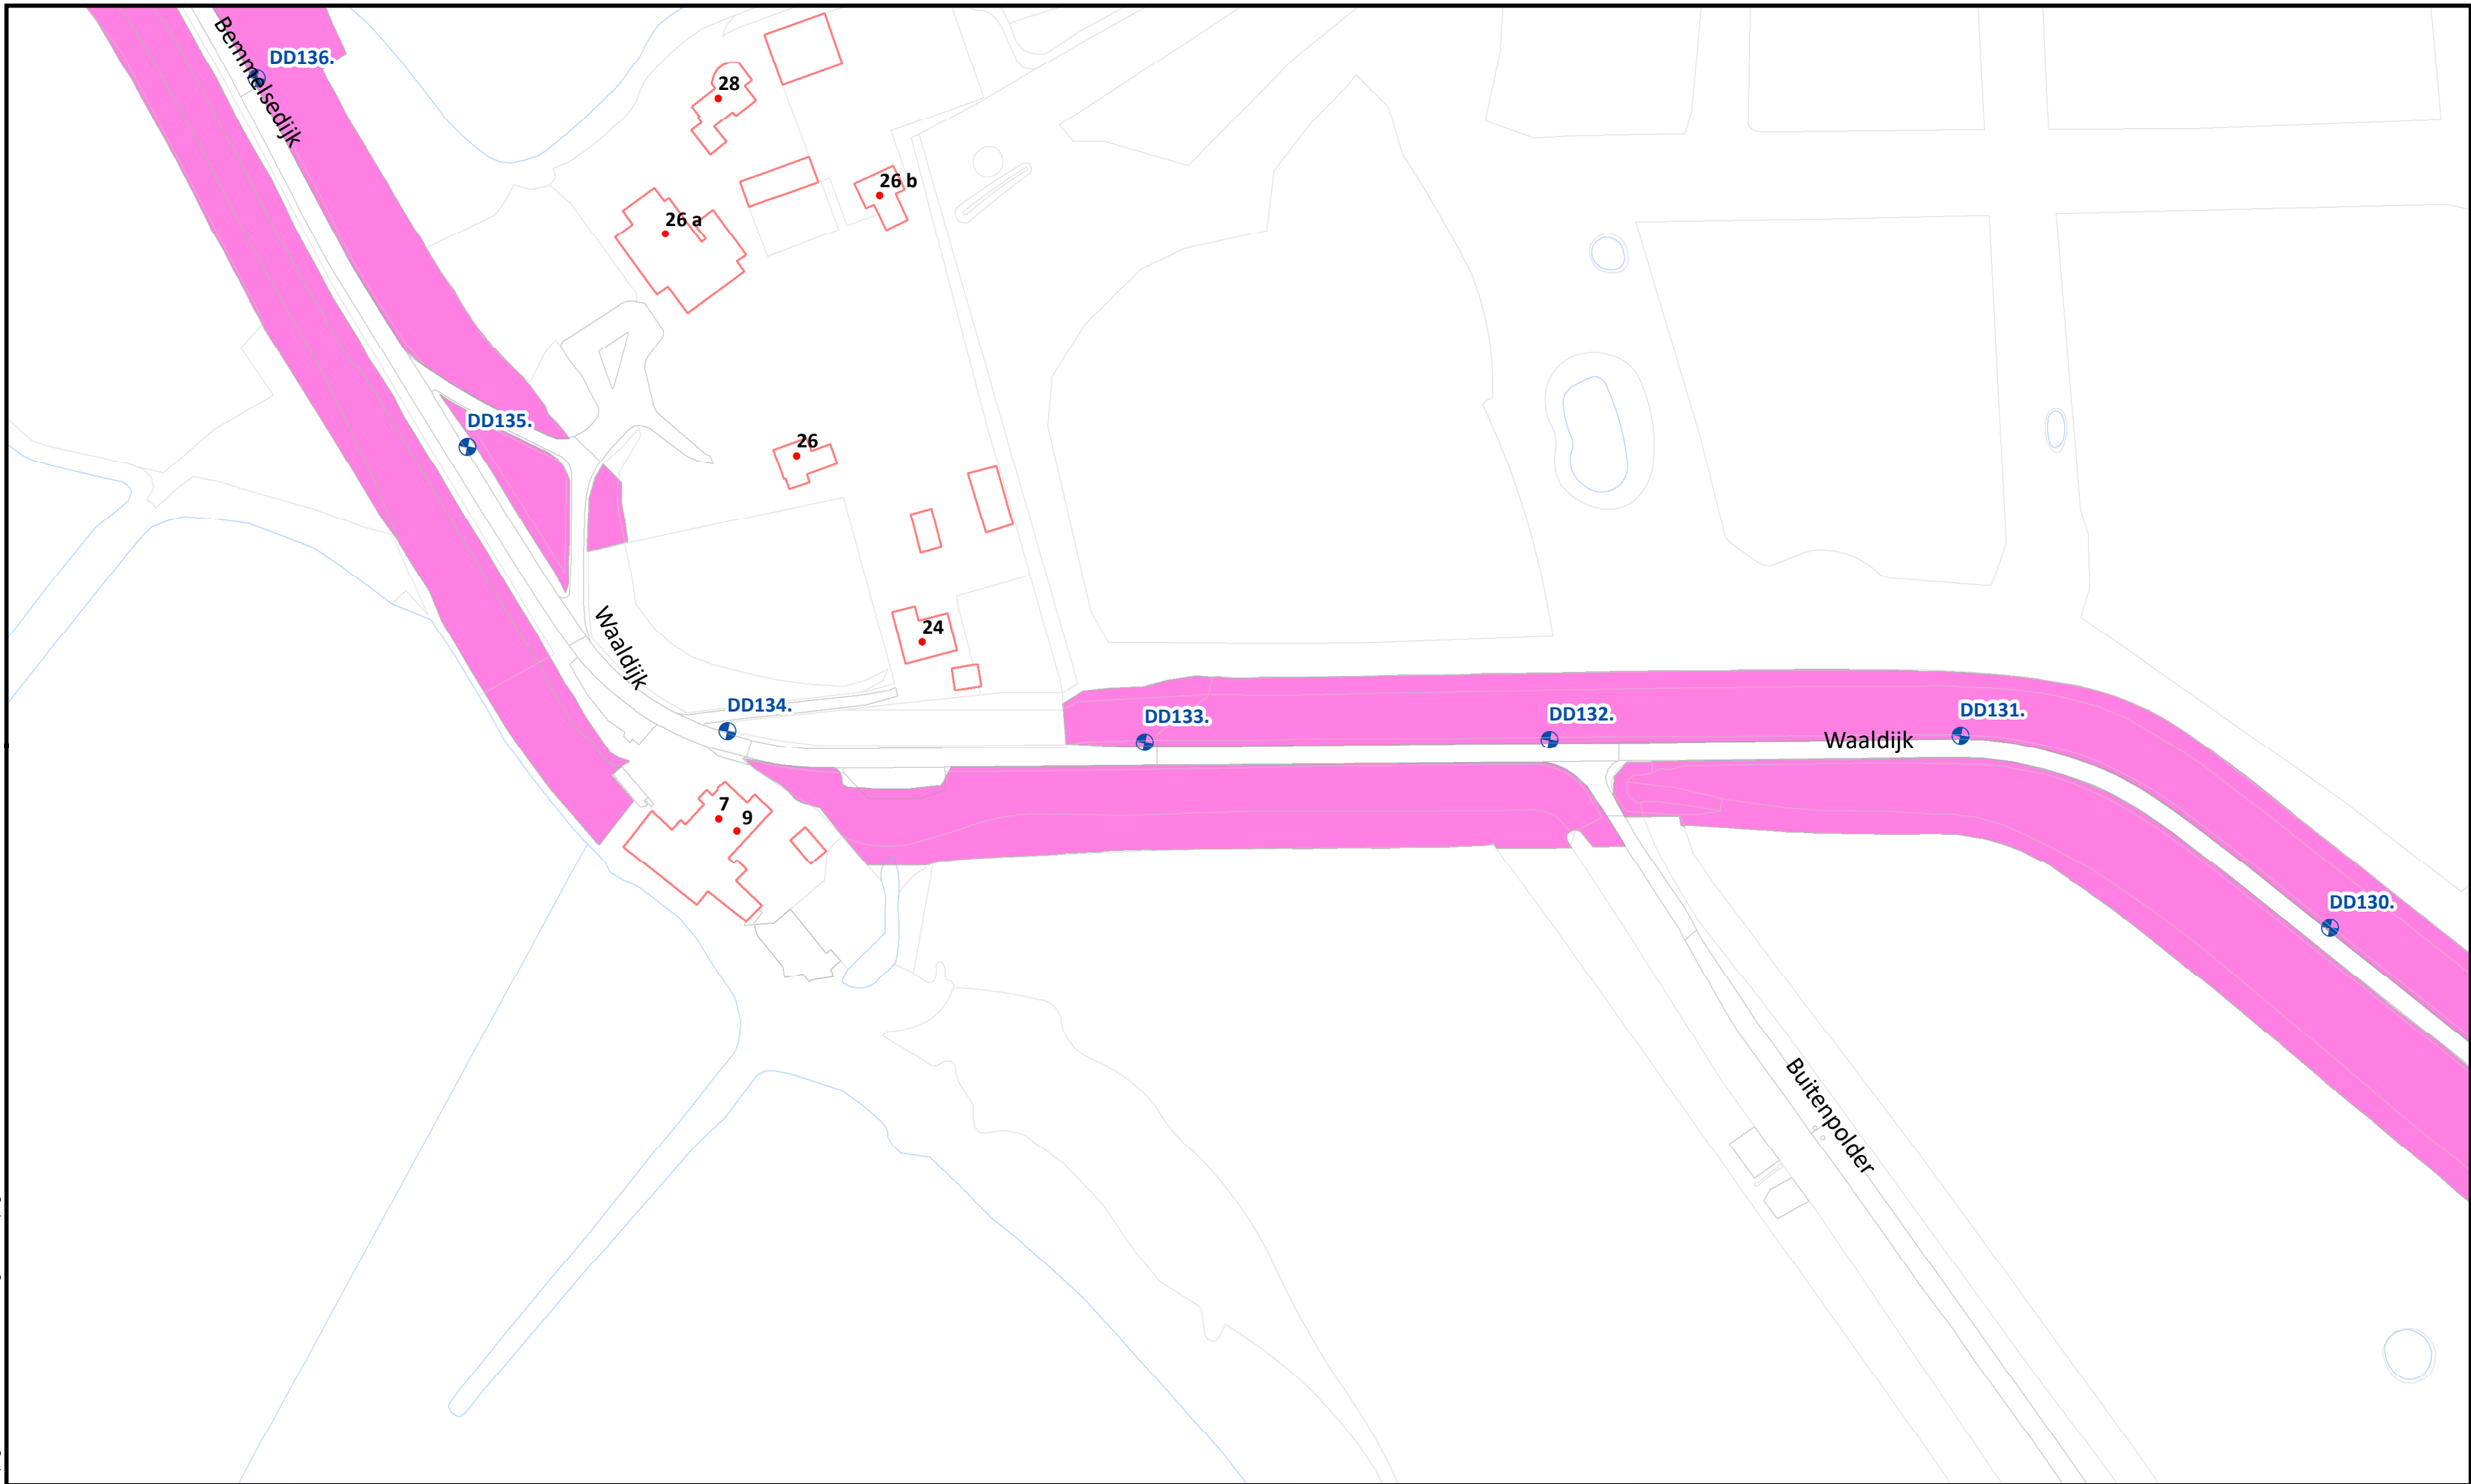 Bemmelsedijk
DD136.
28
26 b
26 a
DD135.
26
Waaldijk
24
DD134.
DD133.
DD132.
DD131.
Waaldijk
7
9
DD130.
Buitenpolder